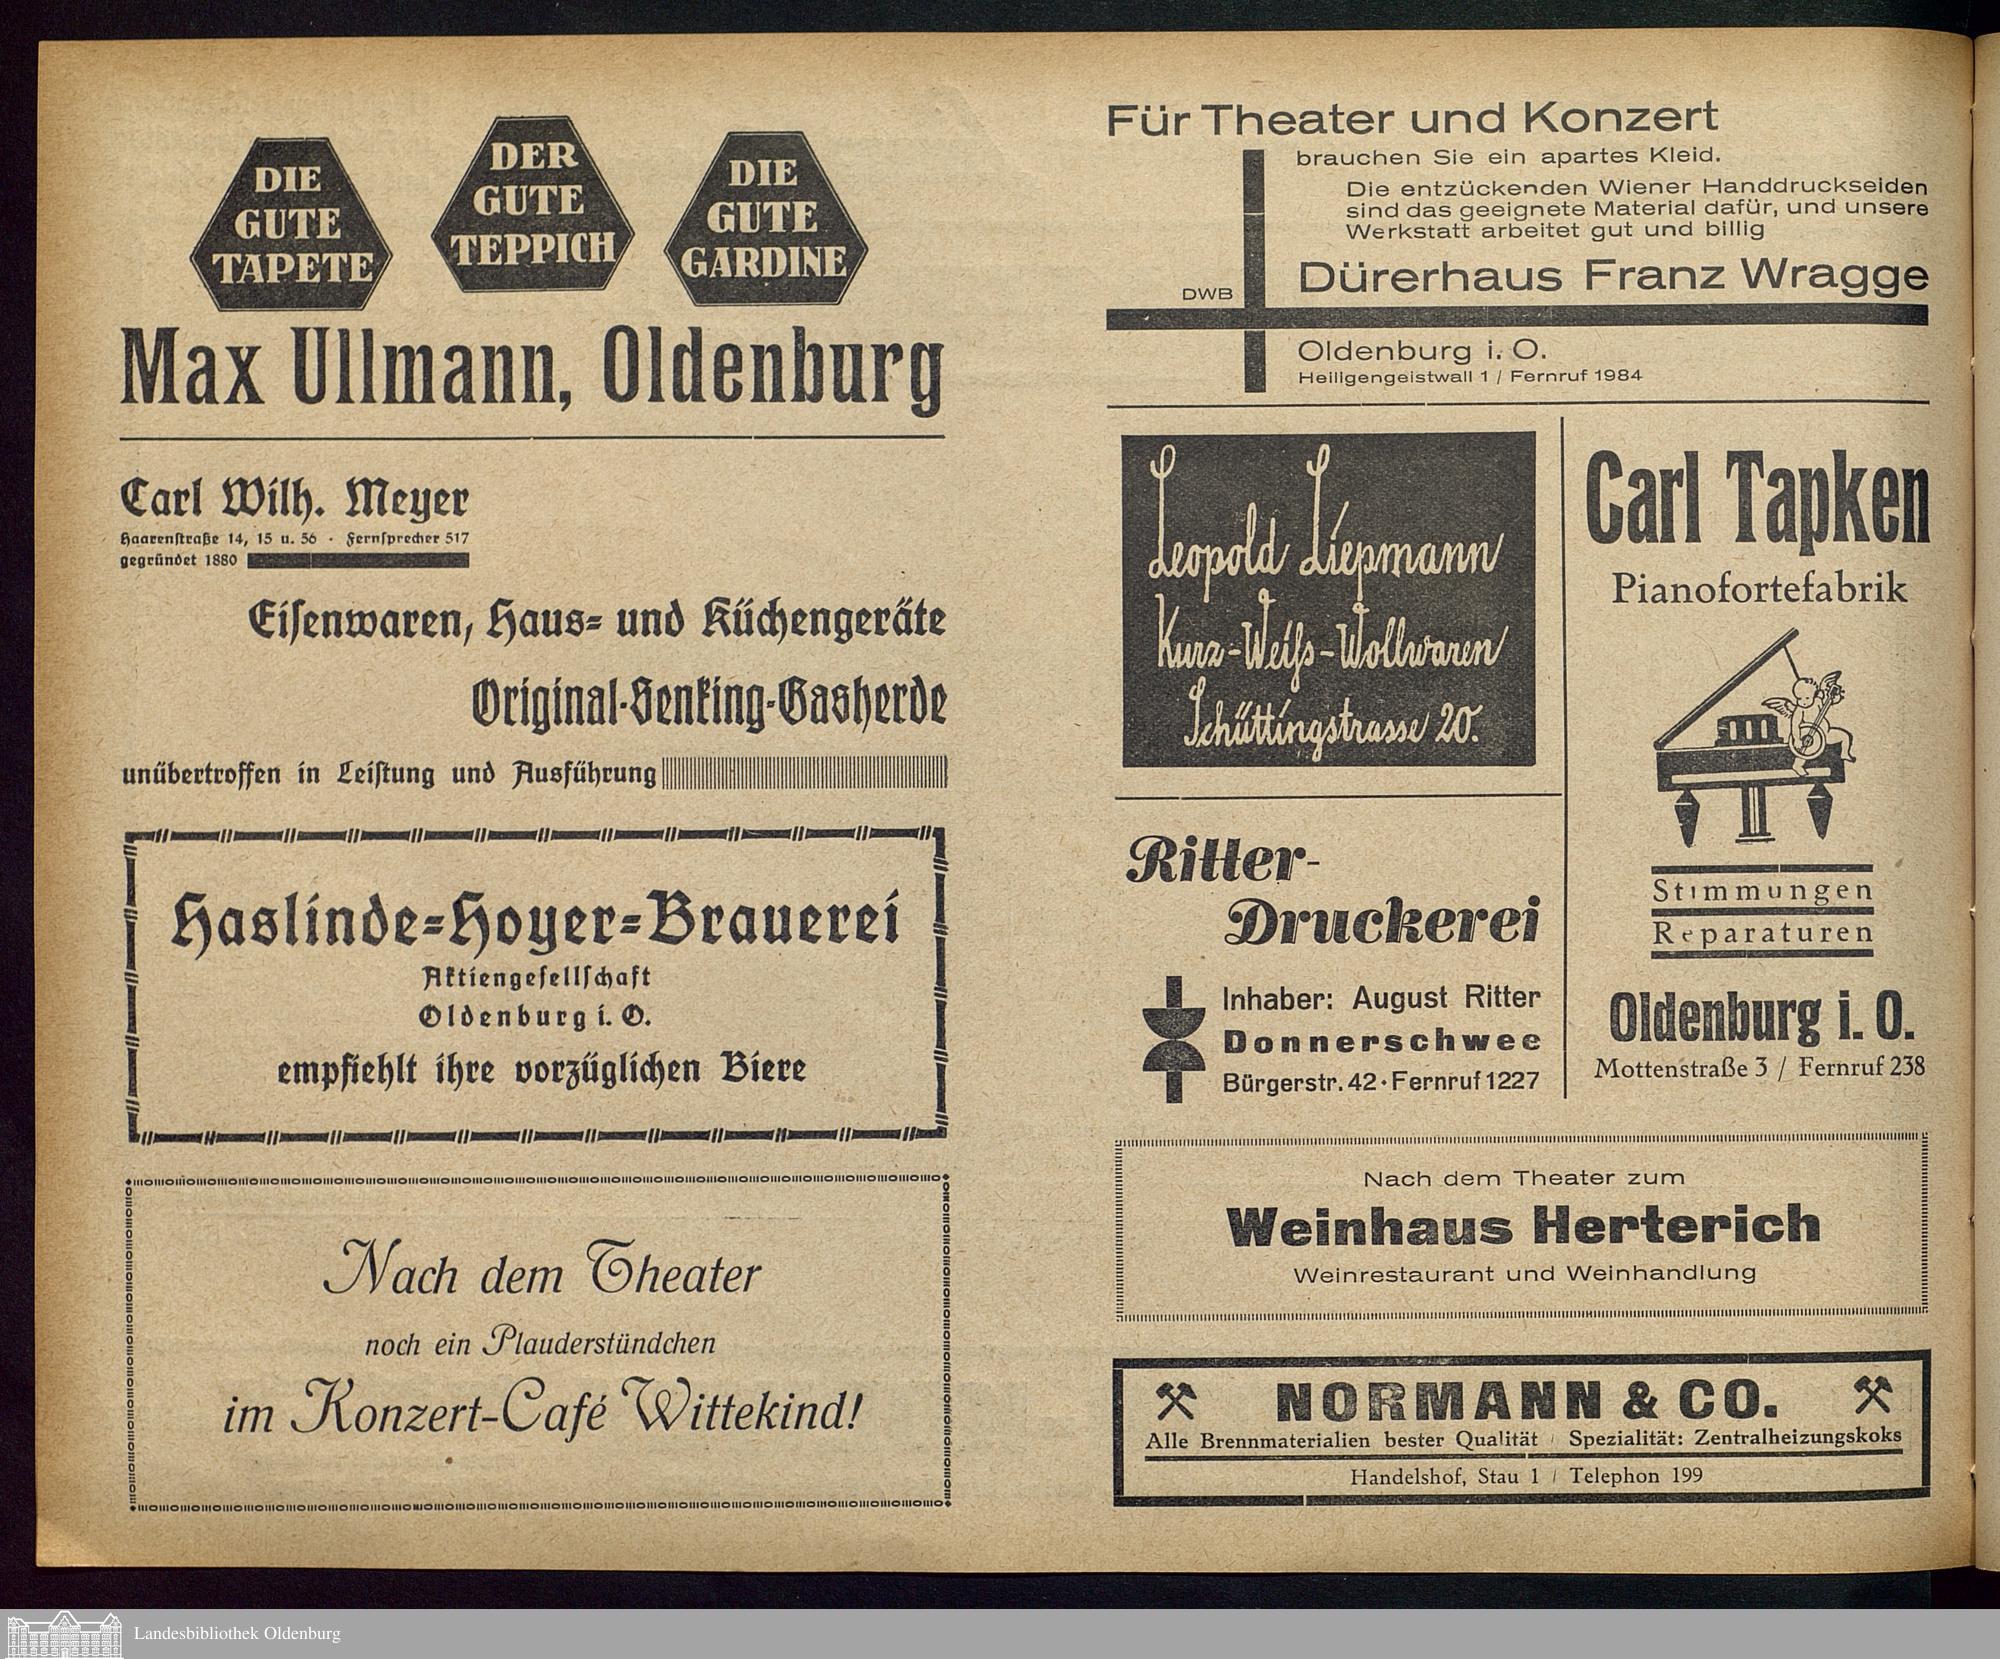 DIE
GUTE
TAPETE
DER
GUTE
TEPPICH
DIE
GUTE
GARDINE
Max Ullmann, Oldenburg
Carl Wilh. Meyer
Haarenstraße 14, 15 u. 56 · Fernsprecher 517
gegründet 1880
Eisenwaren, Haus- und Küchengeräte
Original-Senking-Gasherde
unübertroffen in Leistung und Ausführung
Haslinde-Hoyer-Brauerei
Aktiengesellschaft
Oldenburg i. O.
empfiehlt ihre vorzüglichen Biere
Nach dem Theater
noch ein Plauderstündchen
im Konzert-Café Wittekind!
Für Theater und Konzert
brauchen Sie ein apartes Kleid.
Die entzückenden Wiener Handdruckseiden
sind das geeignete Material dafür, und unsere
Werkstatt arbeitet gut und billig
DWB
Dürerhaus Franz Wragge
Oldenburg i. O.
Heiligengeistwall 1 / Fernruf 1984
Leopold Liepmann
Kurz-Weiß-Wollwaren
Schüttingstrasse 20.
Ritter-
Druckerei
Inhaber: August Ritter
Donnerschwee
Bürgerstr. 42 · Fernruf 1227
Carl Tapken
Pianofortefabrik
Stimmungen
Reparaturen
Oldenburg i. O.
Mottenstraße 3 / Fernruf 238
Nach dem Theater zum
Weinhaus Herterich
Weinrestaurant und Weinhandlung
NORMANN & CO.
Alle Brennmaterialien bester Qualität / Spezialität: Zentralheizungskoks
Handelshof, Stau 1 / Telephon 199
Landesbibliothek Oldenburg